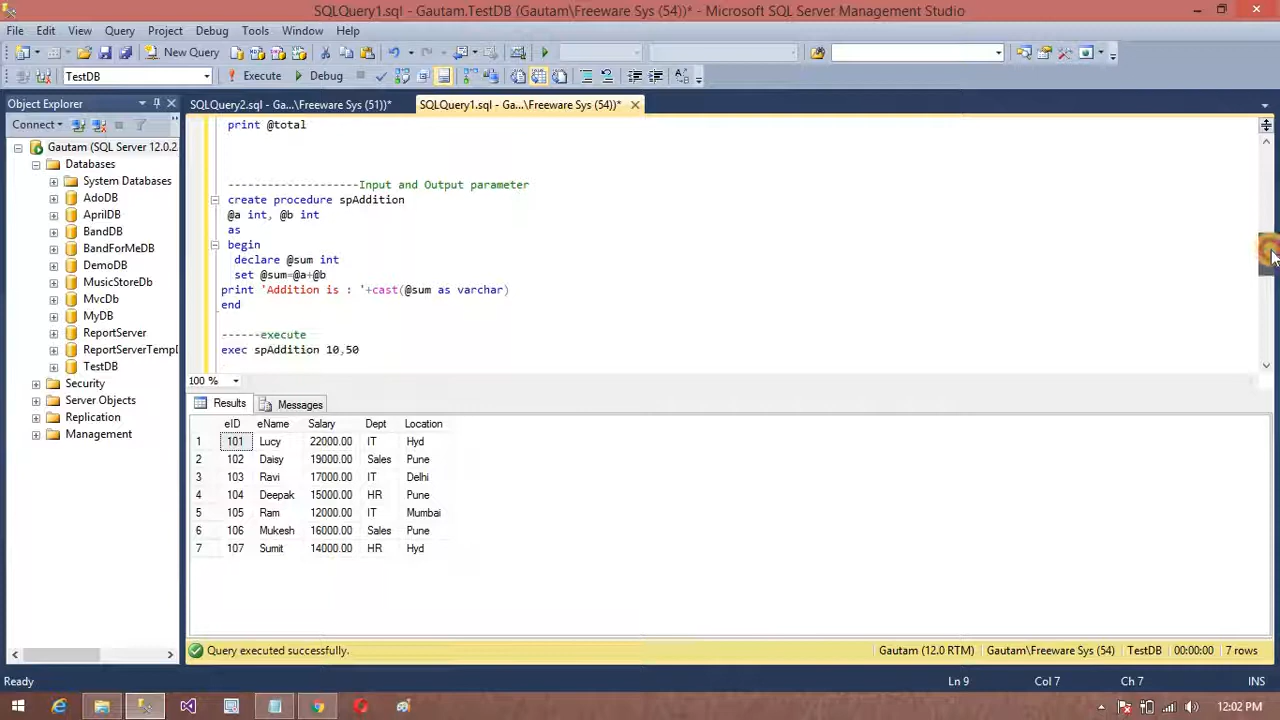 SQLQuery1.sql - Gautam.TestDB (Gautam\Freeware Sys (54))* - Microsoft SQL Server Management Studio
File Edit View Query Project Debug Tools Window Help
New Query
TestDB Execute Debug
Object Explorer
SQLQuery2.sql - Ga...\Freeware Sys (51))* SQLQuery1.sql - Ga...\Freeware Sys (54))*
Connect
Gautam (SQL Server 12.0.2
Databases
System Databases
AdoDB
AprilDB
BandDB
BandForMeDB
DemoDB
MusicStoreDb
MvcDb
MyDB
ReportServer
ReportServerTempD
TestDB
Security
Server Objects
Replication
Management
print @total
--------------------Input and Output parameter
create procedure spAddition
@a int, @b int
as
begin
declare @sum int
set @sum=@a+@b
print 'Addition is : '+cast(@sum as varchar)
end
------execute
exec spAddition 10,50
100 %
Results Messages
eID eName Salary Dept Location
1 101 Lucy 22000.00 IT Hyd
2 102 Daisy 19000.00 Sales Pune
3 103 Ravi 17000.00 IT Delhi
4 104 Deepak 15000.00 HR Pune
5 105 Ram 12000.00 IT Mumbai
6 106 Mukesh 16000.00 Sales Pune
7 107 Sumit 14000.00 HR Hyd
Query executed successfully. Gautam (12.0 RTM) Gautam\Freeware Sys (54) TestDB 00:00:00 7 rows
Ready Ln 9 Col 7 Ch 7 INS
12:02 PM